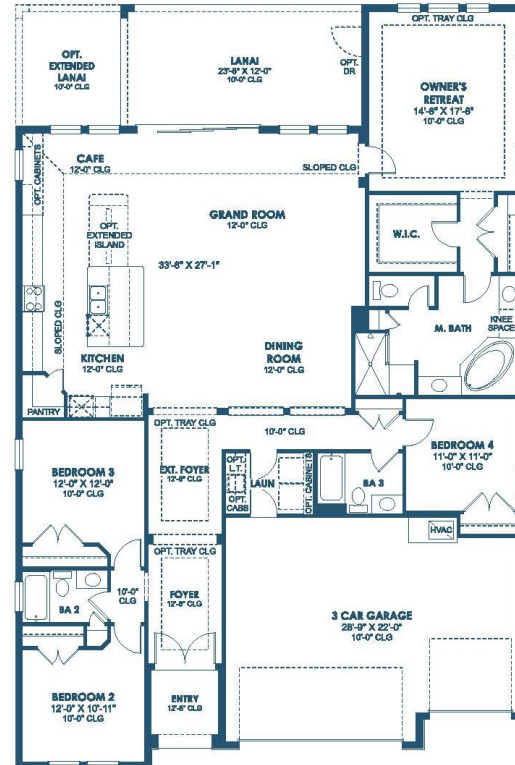 OPT. TRAY CLG
OPT.
EXTENDED
LANAI
10'-0" CLG
LANAI
23'-8" X 12'-0"
10'-0" CLG
OPT.
DR
OWNER'S
RETREAT
14'-8" X 17'-8"
10'-0" CLG
CAFE
12'-0" CLG
OPT. CABINETS
SLOPED CLG
GRAND ROOM
12'-0" CLG
OPT.
EXTENDED
ISLAND
W.I.C.
33'-8" X 27'-1"
SLOPED CLG
M. BATH
KNEE
SPACE
KITCHEN
12'-0" CLG
DINING
ROOM
12'-0" CLG
PANTRY
OPT. TRAY CLG
10'-0" CLG
BEDROOM 4
11'-0" X 11'-0"
10'-0" CLG
BEDROOM 3
12'-0" X 12'-0"
10'-0" CLG
EXT. FOYER
12'-8" CLG
OPT.
L.T.
OPT.
CABS
LAUN
OPT. CABINETS
BA 3
HVAC
OPT. TRAY CLG
BA 2
10'-0"
CLG
FOYER
12'-8" CLG
3 CAR GARAGE
28'-9" X 22'-0"
10'-0" CLG
BEDROOM 2
12'-0" X 10'-11"
10'-0" CLG
ENTRY
12'-8" CLG